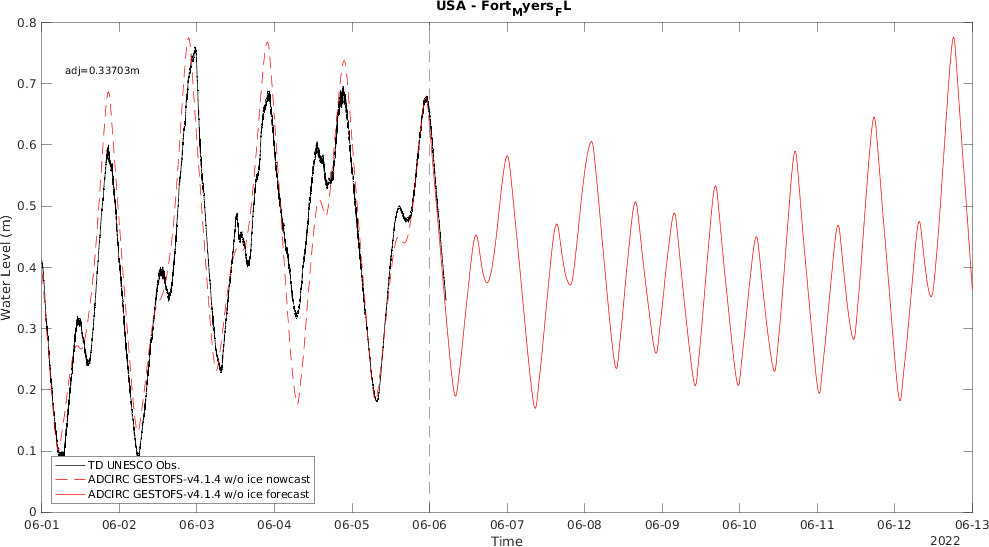 USA - FortMyersFL
adj=0.33703m
Water Level (m)
0.8
0.7
0.6
0.5
0.4
0.3
0.2
0.1
0
TD UNESCO Obs.
ADCIRC GESTOFS-v4.1.4 w/o ice nowcast
ADCIRC GESTOFS-v4.1.4 w/o ice forecast
06-01 06-02 06-03 06-04 06-05 06-06 06-07 06-08 06-09 06-10 06-11 06-12 06-13
Time
2022